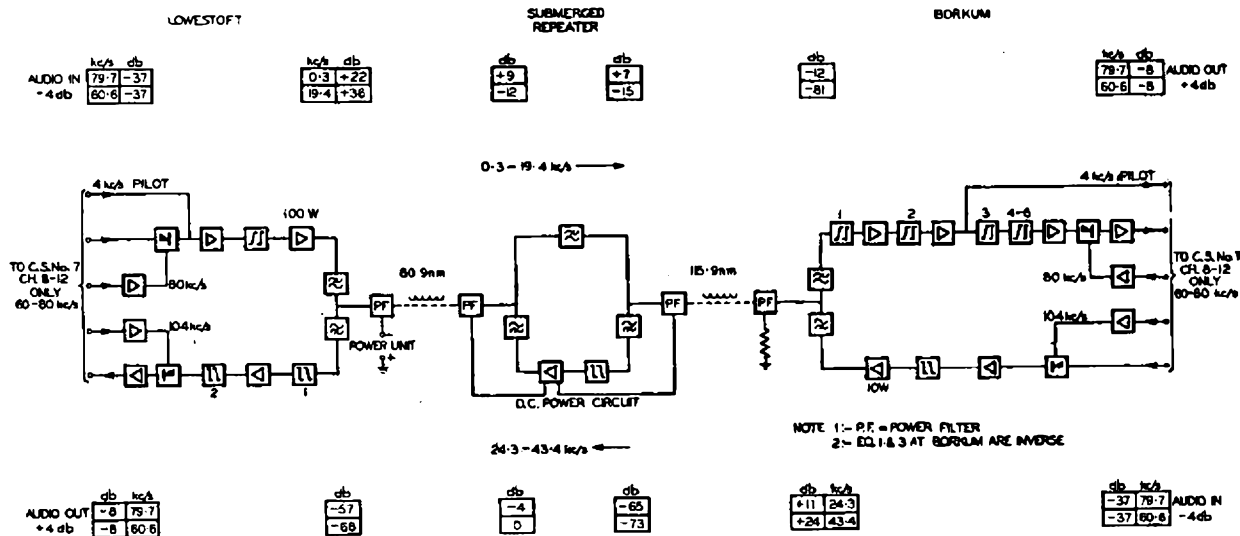 LOWESTOFT
SUBMERGED
REPEATER
BORKUM
kc/s db
AUDIO IN 79.7 -37
-4db 60.6 -37
kc/s db
0.3 +22
19.4 +36
db
+9
-12
db
+7
-15
db
-12
-81
kc/s db
79.7 -8 AUDIO OUT
60.6 -8 +4db
0.3 - 19.4 kc/s
4 kc/s PILOT
100 W
1
2
3
4-6
4 kc/s PILOT
TO C.S. No. 7
CH. 8-12
ONLY
60-80 kc/s
80 kc/s
104 kc/s
2
1
PF
POWER UNIT
- +
80.9nm
PF
D.C. POWER CIRCUIT
PF
115.9nm
PF
10W
80 kc/s
104 kc/s
TO C.S. No. 7
CH. 8-12
ONLY
60-80 kc/s
NOTE 1:- P.F. = POWER FILTER
2:- EQ. 1 & 3 AT BORKUM ARE INVERSE
24.3 - 43.4 kc/s
db kc/s
AUDIO OUT -8 79.7
+4 db -8 60.6
db
-57
-68
db
-4
0
db
-65
-73
db kc/s
+11 24.3
+24 43.4
db kc/s
-37 79.7 AUDIO IN
-37 60.6 -4db